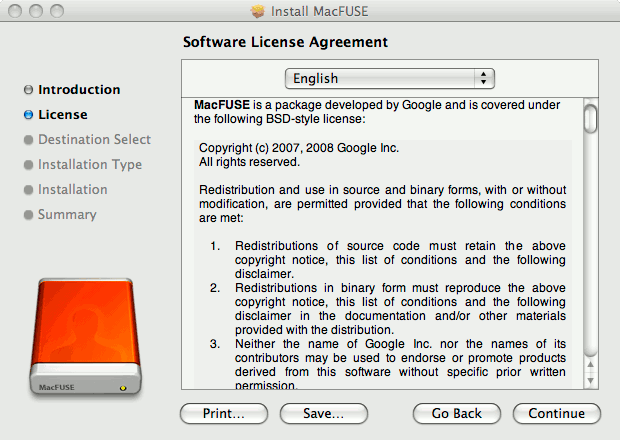 Install MacFUSE
Software License Agreement
Introduction
License
Destination Select
Installation Type
Installation
Summary
English
MacFUSE is a package developed by Google and is covered under
the following BSD-style license:
Copyright (c) 2007, 2008 Google Inc.
All rights reserved.
Redistribution and use in source and binary forms, with or without
modification, are permitted provided that the following conditions
are met:
1. Redistributions of source code must retain the above
copyright notice, this list of conditions and the following
disclaimer.
2. Redistributions in binary form must reproduce the above
copyright notice, this list of conditions and the following
disclaimer in the documentation and/or other materials
provided with the distribution.
3. Neither the name of Google Inc. nor the names of its
contributors may be used to endorse or promote products
derived from this software without specific prior written
permission.
MacFUSE
Print...
Save...
Go Back
Continue